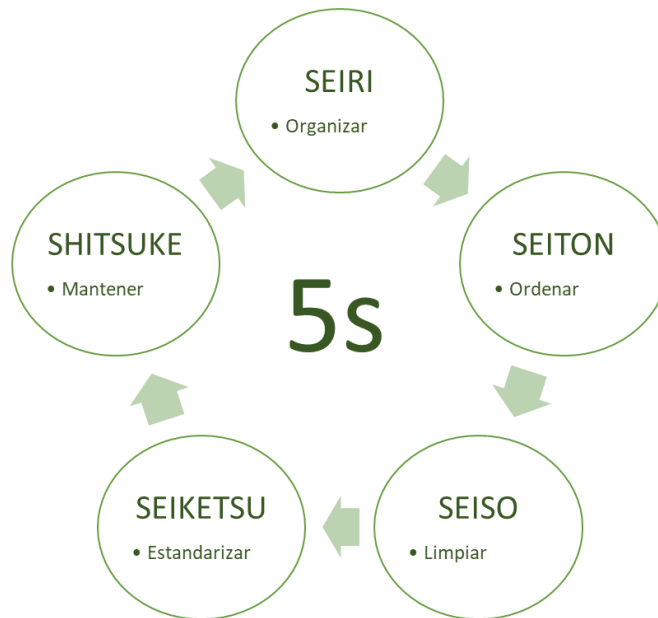 SEIRI
• Organizar
SEITON
• Ordenar
SEISO
• Limpiar
SEIKETSU
• Estandarizar
SHITSUKE
• Mantener
5s